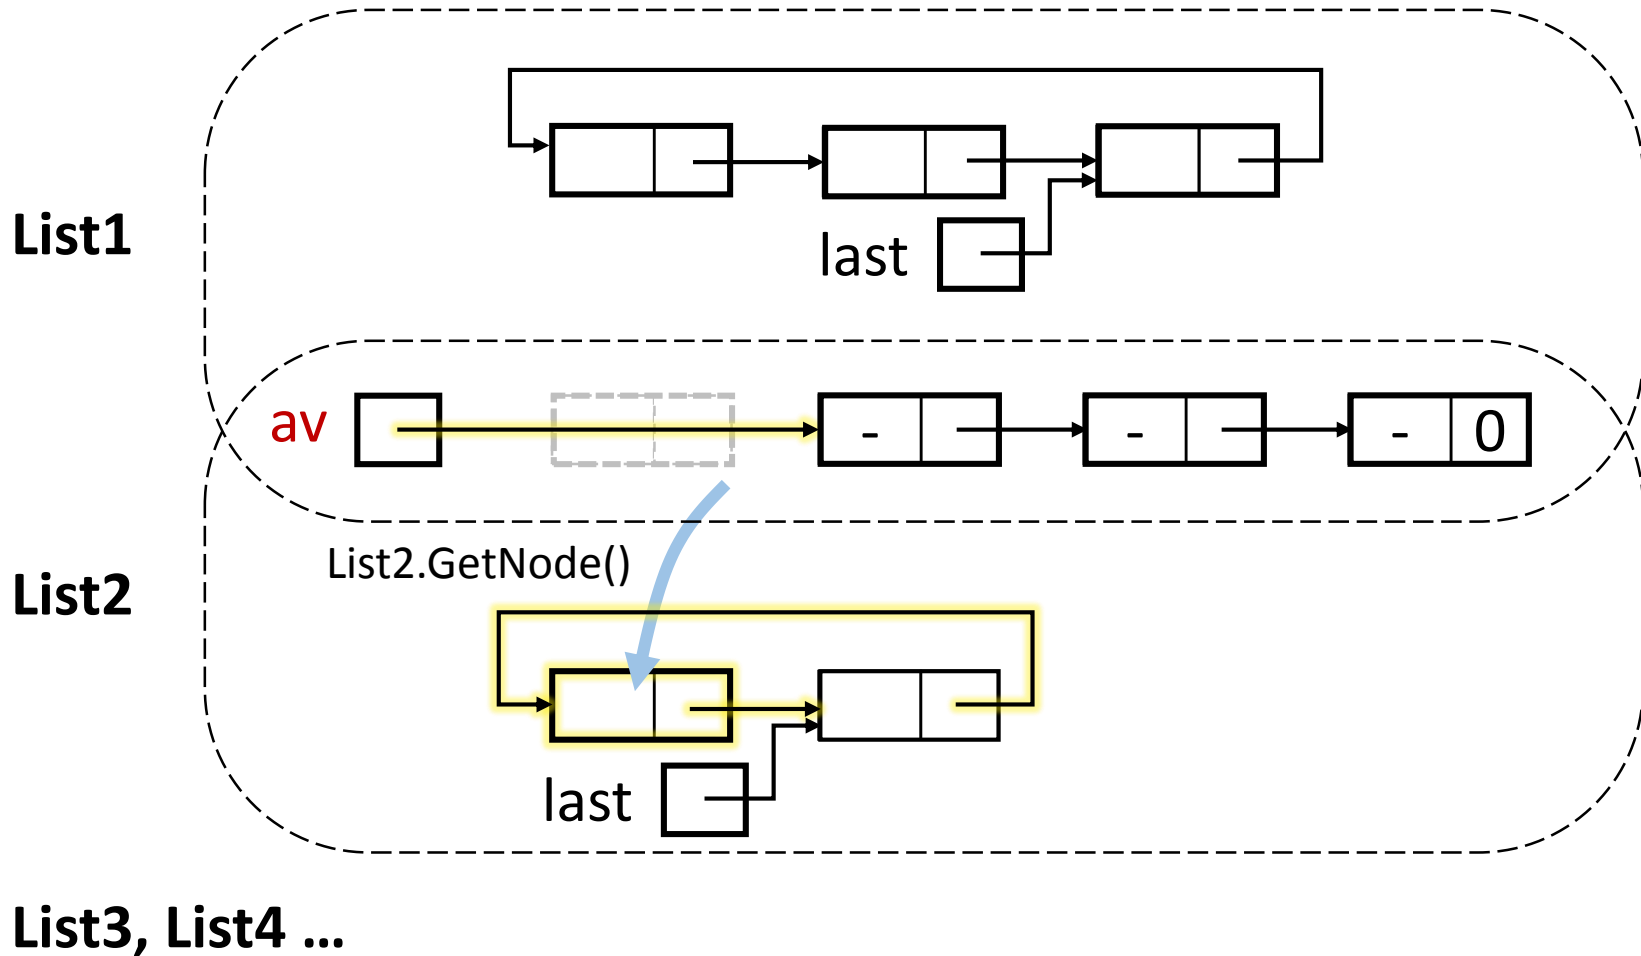 List1
last
av
-
-
-
0
List2.GetNode()
List2
last
List3, List4 ...